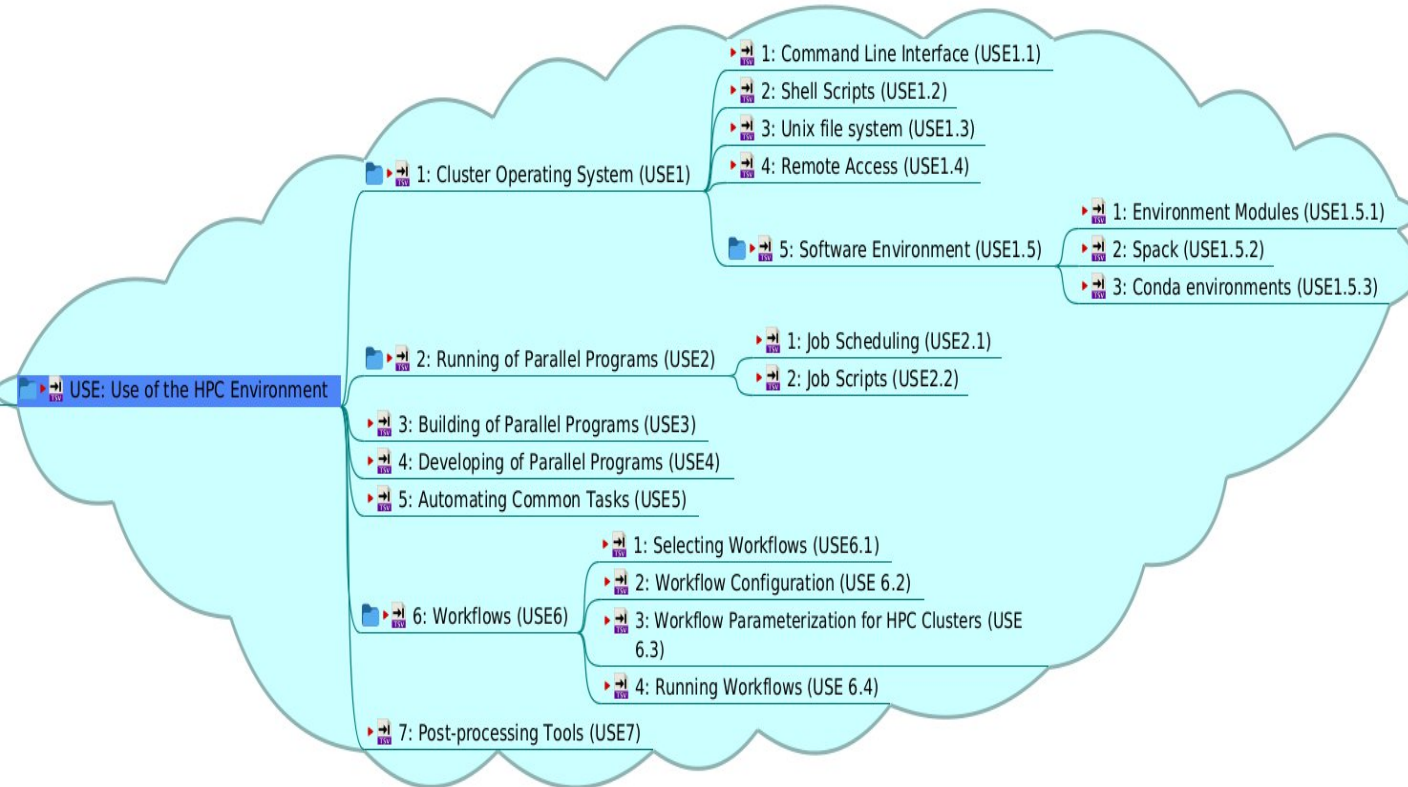 1: Command Line Interface (USE1.1)
2: Shell Scripts (USE1.2)
3: Unix file system (USE1.3)
1: Cluster Operating System (USE1)
4: Remote Access (USE1.4)
1: Environment Modules (USE1.5.1)
5: Software Environment (USE1.5)
2: Spack (USE1.5.2)
3: Conda environments (USE1.5.3)
1: Job Scheduling (USE2.1)
2: Running of Parallel Programs (USE2)
2: Job Scripts (USE2.2)
USE: Use of the HPC Environment
3: Building of Parallel Programs (USE3)
4: Developing of Parallel Programs (USE4)
5: Automating Common Tasks (USE5)
1: Selecting Workflows (USE6.1)
2: Workflow Configuration (USE 6.2)
6: Workflows (USE6)
3: Workflow Parameterization for HPC Clusters (USE
6.3)
4: Running Workflows (USE 6.4)
7: Post-processing Tools (USE7)